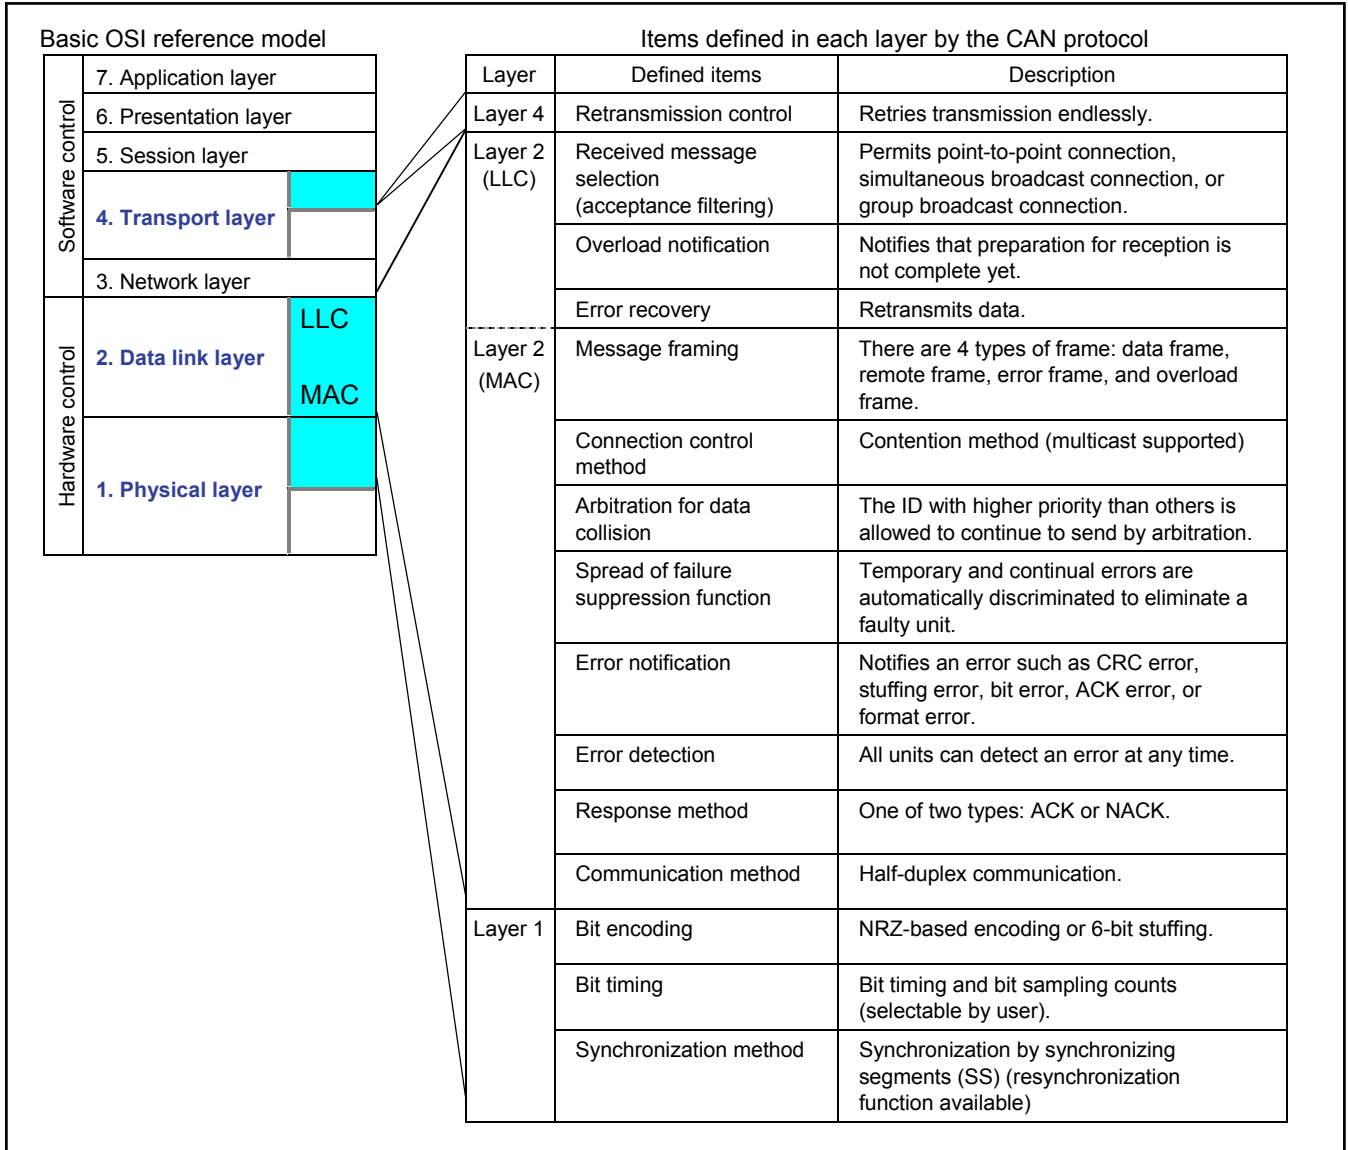 Basic OSI reference model
Software control
7. Application layer
6. Presentation layer
5. Session layer
4. Transport layer
3. Network layer
Hardware control
2. Data link layer
LLC
MAC
1. Physical layer
Items defined in each layer by the CAN protocol
Layer Defined items Description
Layer 4 Retransmission control Retries transmission endlessly.
Layer 2
(LLC)
Received message
selection
(acceptance filtering)
Permits point-to-point connection,
simultaneous broadcast connection, or
group broadcast connection.
Overload notification
Notifies that preparation for reception is
not complete yet.
Error recovery Retransmits data.
Layer 2
(MAC)
Message framing
There are 4 types of frame: data frame,
remote frame, error frame, and overload
frame.
Connection control
method
Contention method (multicast supported)
Arbitration for data
collision
The ID with higher priority than others is
allowed to continue to send by arbitration.
Spread of failure
suppression function
Temporary and continual errors are
automatically discriminated to eliminate a
faulty unit.
Error notification
Notifies an error such as CRC error,
stuffing error, bit error, ACK error, or
format error.
Error detection All units can detect an error at any time.
Response method One of two types: ACK or NACK.
Communication method Half-duplex communication.
Layer 1 Bit encoding NRZ-based encoding or 6-bit stuffing.
Bit timing
Bit timing and bit sampling counts
(selectable by user).
Synchronization method
Synchronization by synchronizing
segments (SS) (resynchronization
function available)